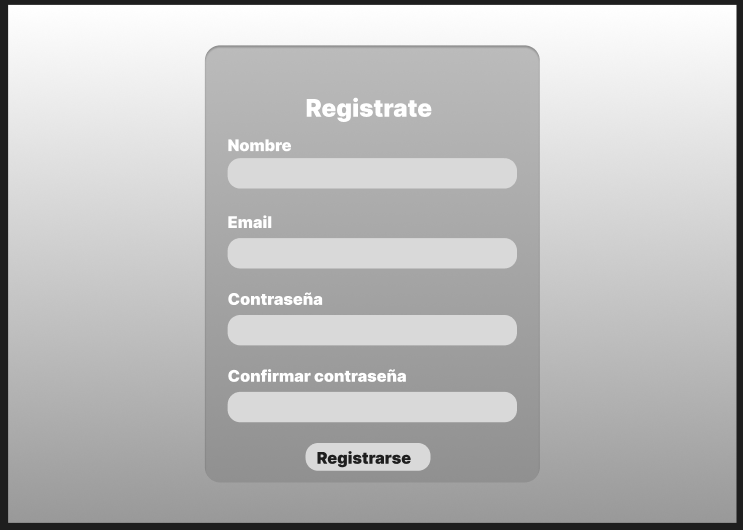 Registrate
Nombre
Email
Contraseña
Confirmar contraseña
Registrarse